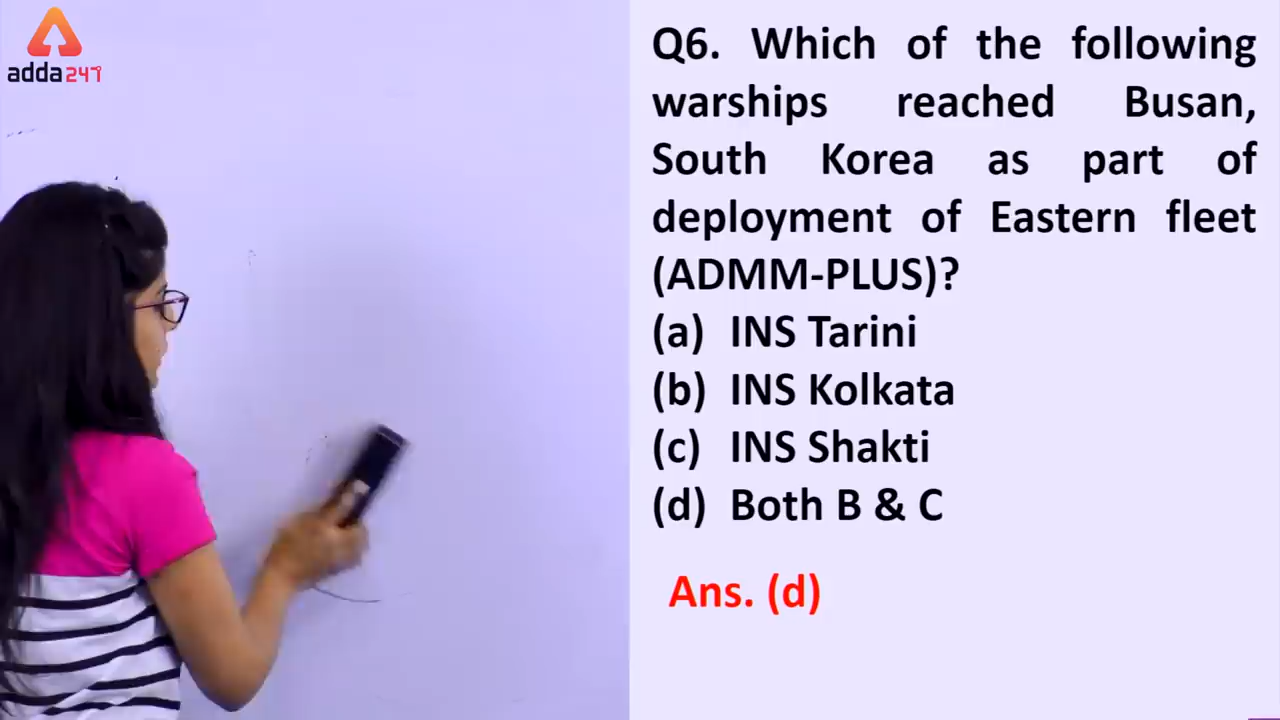 adda247
Q6. Which of the following
warships reached Busan,
South Korea as part of
deployment of Eastern fleet
(ADMM-PLUS)?
(a) INS Tarini
(b) INS Kolkata
(c) INS Shakti
(d) Both B & C
Ans. (d)